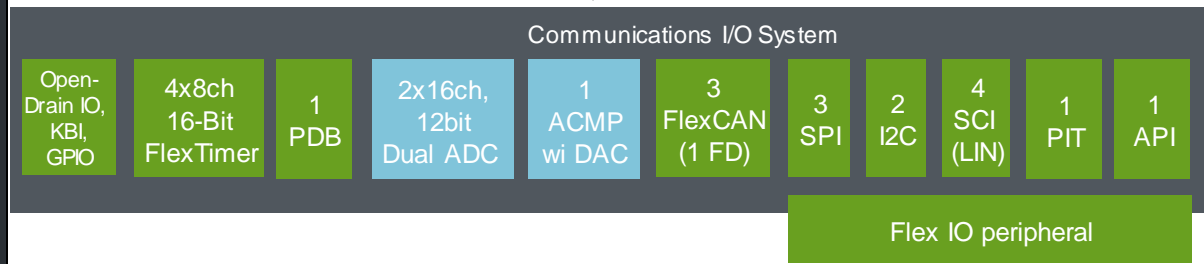 Communications I/O System
Open-
Drain IO,
KBI,
GPIO
4x8ch
16-Bit
FlexTimer
1
PDB
2x16ch,
12bit
Dual ADC
1
ACMP
wi DAC
3
FlexCAN
(1 FD)
3
SPI
2
I2C
4
SCI
(LIN)
1
PIT
1
API
Flex IO peripheral